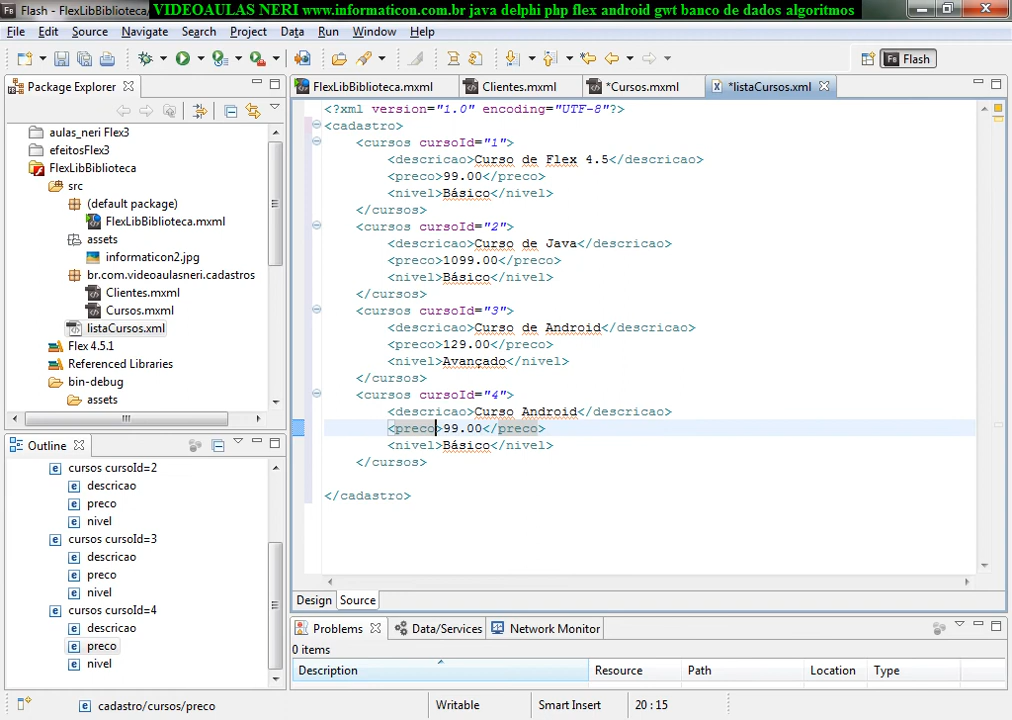 Flash - FlexLibBiblioteca/
VIDEOAULAS NERI www.informaticon.com.br java delphi php flex android gwt banco de dados algoritmos
File Edit Source Navigate Search Project Data Run Window Help
Flash
Package Explorer
FlexLibBiblioteca.mxml Clientes.mxml *Cursos.mxml *listaCursos.xml
aulas_neri Flex3
efeitosFlex3
FlexLibBiblioteca
src
(default package)
FlexLibBiblioteca.mxml
assets
informaticon2.jpg
br.com.videoaulasneri.cadastros
Clientes.mxml
Cursos.mxml
listaCursos.xml
Flex 4.5.1
Referenced Libraries
bin-debug
assets
<?xml version="1.0" encoding="UTF-8"?>
<cadastro>
<cursos cursoId="1">
<descricao>Curso de Flex 4.5</descricao>
<preco>99.00</preco>
<nivel>Básico</nivel>
</cursos>
<cursos cursoId="2">
<descricao>Curso de Java</descricao>
<preco>1099.00</preco>
<nivel>Básico</nivel>
</cursos>
<cursos cursoId="3">
<descricao>Curso de Android</descricao>
<preco>129.00</preco>
<nivel>Avançado</nivel>
</cursos>
<cursos cursoId="4">
<descricao>Curso Android</descricao>
<preco>99.00</preco>
<nivel>Básico</nivel>
</cursos>
</cadastro>
Design Source
Outline
cursos cursoId=2
descricao
preco
nivel
cursos cursoId=3
descricao
preco
nivel
cursos cursoId=4
descricao
preco
nivel
Problems Data/Services Network Monitor
0 items
Description Resource Path Location Type
cadastro/cursos/preco Writable Smart Insert 20 : 15